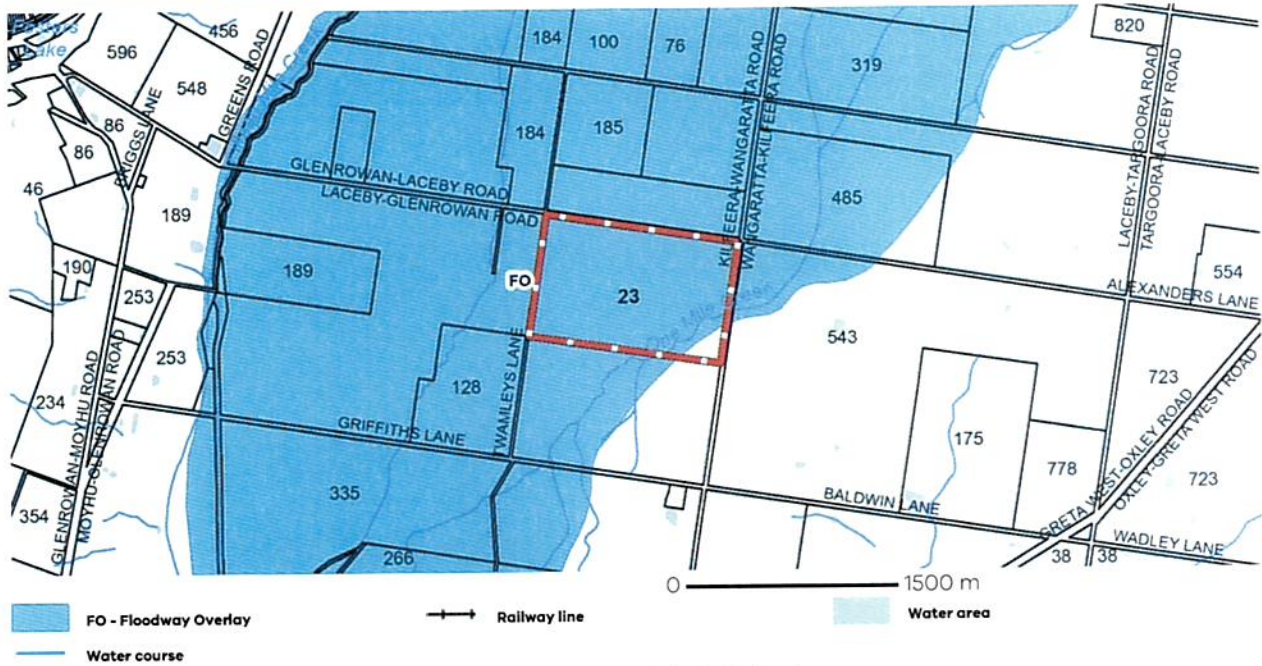 Lake
456
596
548
GREENS ROAD
BRIGGS LANE
86
86
46
189
190
253
253
234
354
GLENROWAN-MOYHU ROAD
MOYHU-GLENROWAN ROAD
184
100
76
319
820
184
185
485
GLENROWAN-LACEBY ROAD
LACEBY-GLENROWAN ROAD
KILFEERA-WANGARATTA ROAD
WANGARATTA-KILFEERA ROAD
LACEBY-TARGOORA ROAD
TARGOORA-LACEBY ROAD
189
FO
23
One Mile Creek
554
ALEXANDERS LANE
543
128
TWAMLEYS LANE
GRIFFITHS LANE
335
266
175
723
778
723
GRETA WEST-OXLEY ROAD
OXLEY-GRETA WEST ROAD
BALDWIN LANE
WADLEY LANE
38
38
0 1500 m
FO - Floodway Overlay
Railway line
Water area
Water course